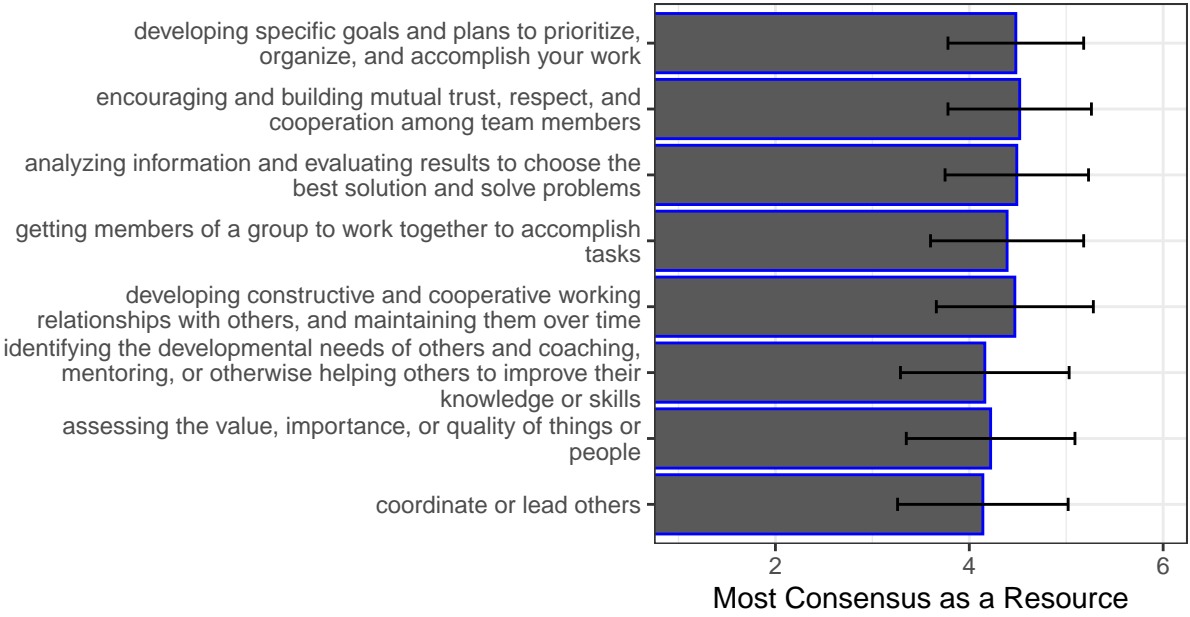 developing specific goals and plans to prioritize,
organize, and accomplish your work
encouraging and building mutual trust, respect, and
cooperation among team members
analyzing information and evaluating results to choose the
best solution and solve problems
getting members of a group to work together to accomplish
tasks
developing constructive and cooperative working
relationships with others, and maintaining them over time
identifying the developmental needs of others and coaching,
mentoring, or otherwise helping others to improve their
knowledge or skills
assessing the value, importance, or quality of things or
people
coordinate or lead others
2 4 6
Most Consensus as a Resource